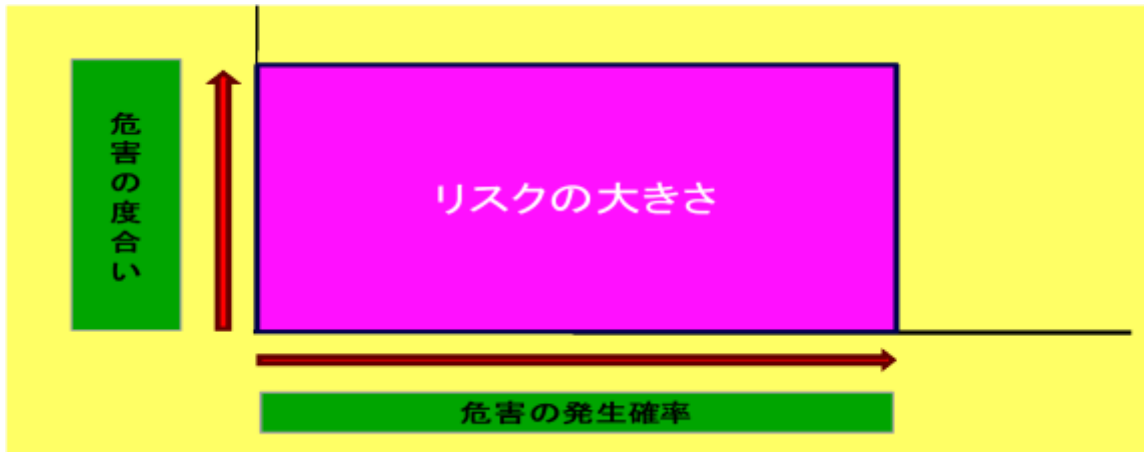 危害の度合い
リスクの大きさ
危害の発生確率